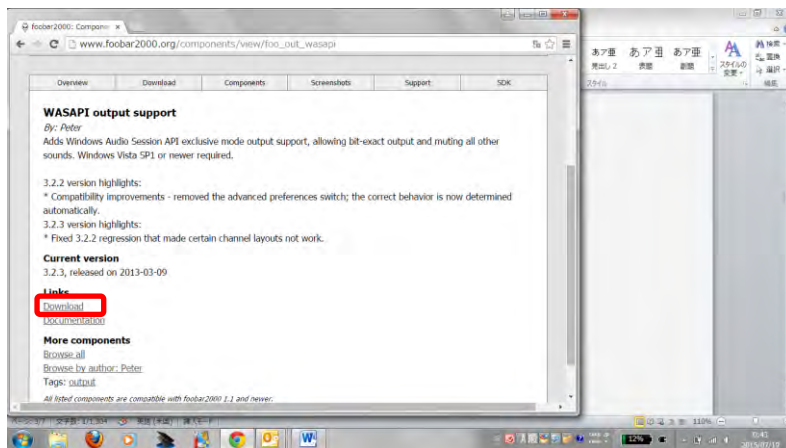 foobar2000: Componen
www.foobar2000.org/components/view/foo_out_wasapi
Overview Download Components Screenshots Support SDK
WASAPI output support
By: Peter
Adds Windows Audio Session API exclusive mode output support, allowing bit-exact output and muting all other
sounds. Windows Vista SP1 or newer required.
3.2.2 version highlights:
* Compatibility improvements - removed the advanced preferences switch; the correct behavior is now determined
automatically.
3.2.3 version highlights:
* Fixed 3.2.2 regression that made certain channel layouts not work.
Current version
3.2.3, released on 2013-03-09
Links
Download
Documentation
More components
Browse all
Browse by author: Peter
Tags: output
All listed components are compatible with foobar2000 1.1 and newer.
あア亜 あア亜 あア亜
見出し 2 表題 副題
スタイルの
変更
検索
置換
選択
スタイル
編集
110%
12%